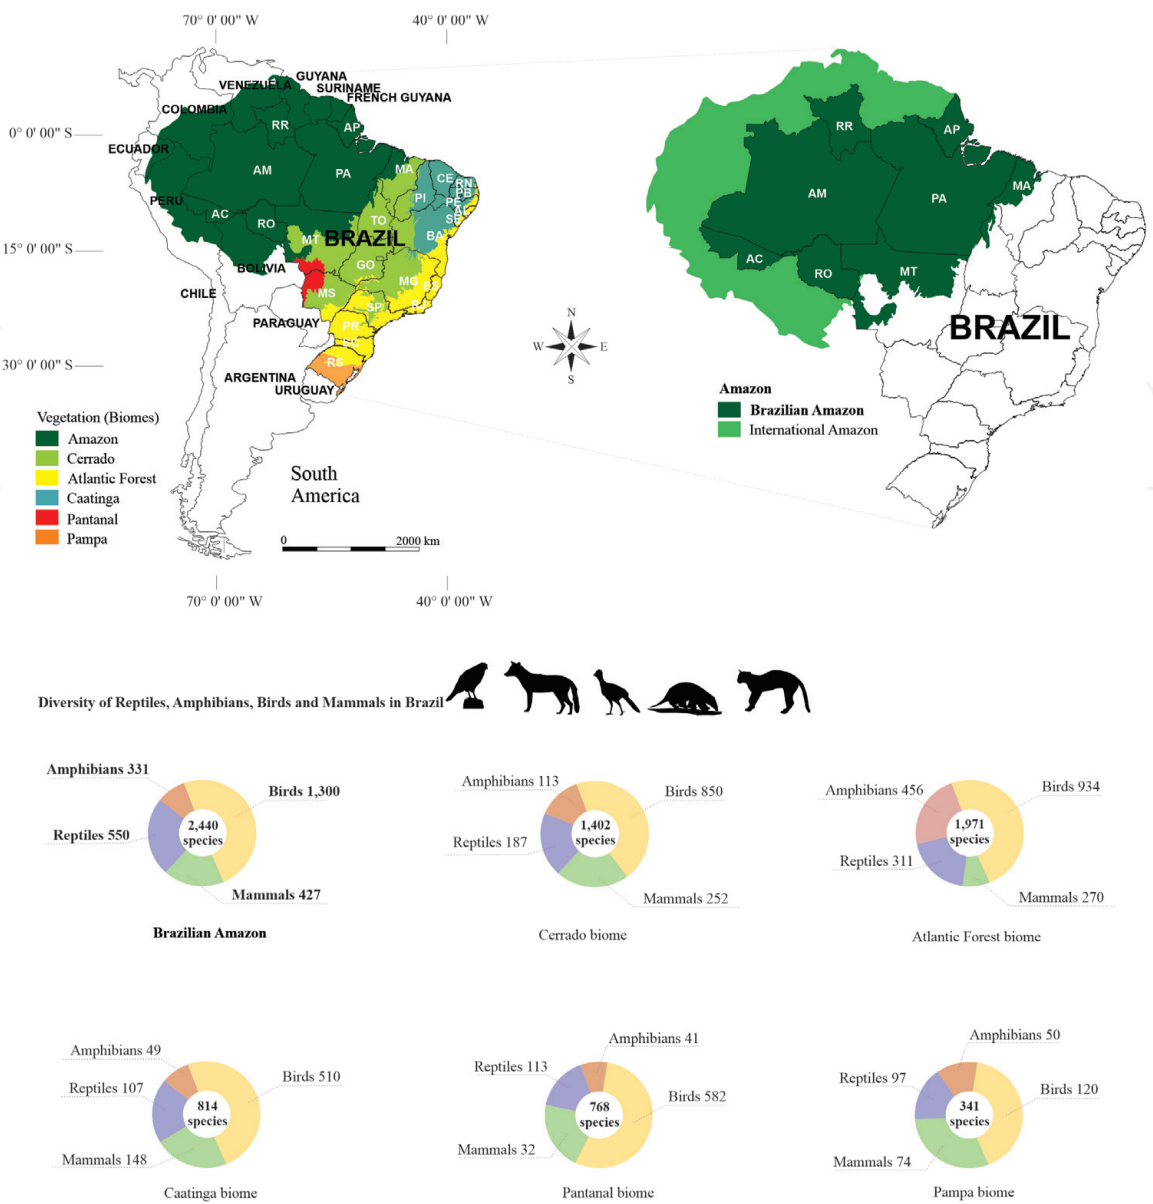 70° 0' 00" W
40° 0' 00" W
GUYANA
VENEZUELA
SURINAME
FRENCH GUYANA
COLOMBIA
0° 0' 00" S
ECUADOR
PERU
RR
AP
AM
PA
MA
CE
RN
PB
PE
AL
SE
PI
AC
RO
TO
BA
MT
BRAZIL
15° 0' 00" S
BOLIVIA
GO
MG
ES
CHILE
MS
SP
RJ
PARAGUAY
PR
SC
RS
30° 0' 00" S
ARGENTINA
URUGUAY
N
W
E
S
Vegetation (Biomes)
Amazon
Cerrado
Atlantic Forest
Caatinga
Pantanal
Pampa
South
America
0
2000 km
70° 0' 00" W
40° 0' 00" W
RR
AP
AM
PA
MA
AC
RO
MT
BRAZIL
Amazon
Brazilian Amazon
International Amazon
Diversity of Reptiles, Amphibians, Birds and Mammals in Brazil
Amphibians 331
Birds 1,300
2,440
species
Reptiles 550
Mammals 427
Brazilian Amazon
Amphibians 113
Birds 850
1,402
species
Reptiles 187
Mammals 252
Cerrado biome
Amphibians 456
Birds 934
1,971
species
Reptiles 311
Mammals 270
Atlantic Forest biome
Amphibians 49
Birds 510
Reptiles 107
814
species
Mammals 148
Caatinga biome
Amphibians 41
Reptiles 113
Birds 582
768
species
Mammals 32
Pantanal biome
Amphibians 50
Reptiles 97
Birds 120
341
species
Mammals 74
Pampa biome